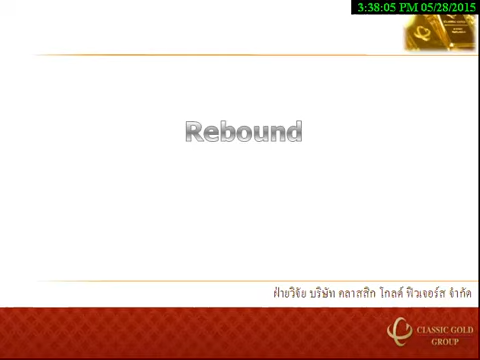 3:38:05 PM 05/28/2015
Rebound
ฝ่ายวิจัย บริษัท คลาสสิก โกลด์ ฟิวเจอร์ส จำกัด
CLASSIC GOLD
GROUP